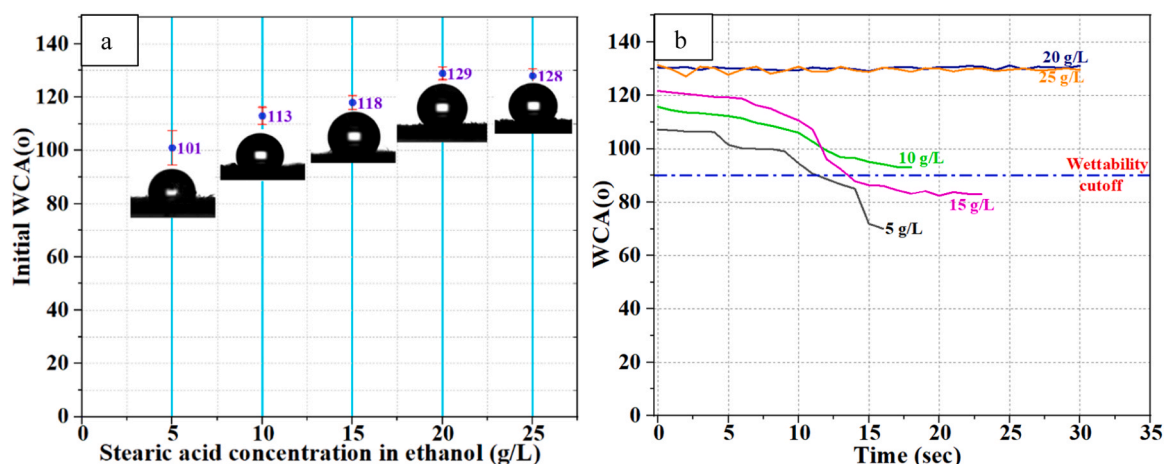 a
Initial WCA(o)
140
120
100
80
60
40
20
0
101
113
118
129
128
0
5
10
15
20
25
Stearic acid concentration in ethanol (g/L)
b
WCA(o)
140
120
100
80
60
40
20
0
20 g/L
25 g/L
10 g/L
Wettability
cutoff
15 g/L
5 g/L
0
5
10
15
20
25
30
35
Time (sec)